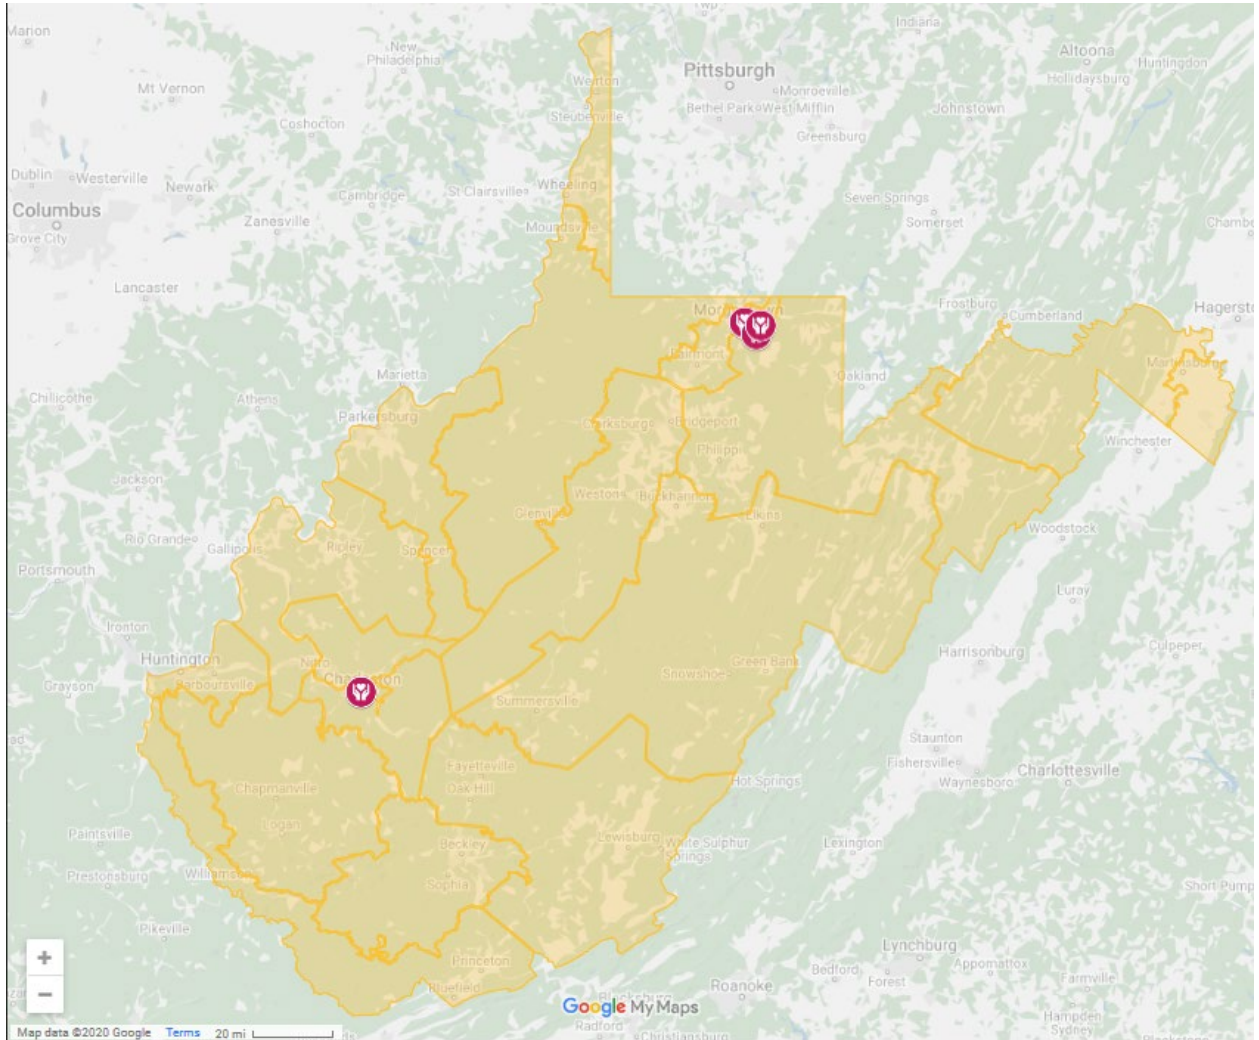 Marion
New
Philadelphia
Indiana
Altoona
Huntingdon
Hollidaysburg
Pittsburgh
Mt Vernon
Monroeville
Bethel Park
West Mifflin
Johnstown
Greensburg
Weirton
Steubenville
Coshocton
Dublin
Westerville
Newark
Cambridge
St Clairsville
Wheeling
Seven Springs
Somerset
Columbus
Grove City
Zanesville
Moundsville
Lancaster
Frostburg
Cumberland
Fairmont
Martinsburg
Oakland
Marietta
Chillicothe
Athens
Parkersburg
Clarksburg
Bridgeport
Winchester
Philippi
Jackson
Weston
Buckhannon
Glenville
Elkins
Woodstock
Rio Grande
Gallipolis
Ripley
Spencer
Portsmouth
Luray
Ironton
Culpeper
Huntington
Nitro
Harrisonburg
Green Bank
Snowshoe
Grayson
Barboursville
Summersville
Staunton
Fishersville
Waynesboro
Charlottesville
Fayetteville
Hot Springs
Oak Hill
Chapmanville
Logan
Paintsville
Beckley
Lewisburg
White Sulphur
Springs
Lexington
Prestonsburg
Sophia
Short Pump
Pikeville
Lynchburg
Appomattox
Princeton
Bedford
Forest
Farmville
Bluefield
Roanoke
Google My Maps
Blacksburg
Radford
Christiansburg
Hampden
Sydney
Blackstone
Map data ©2020 Google Terms 20 mi